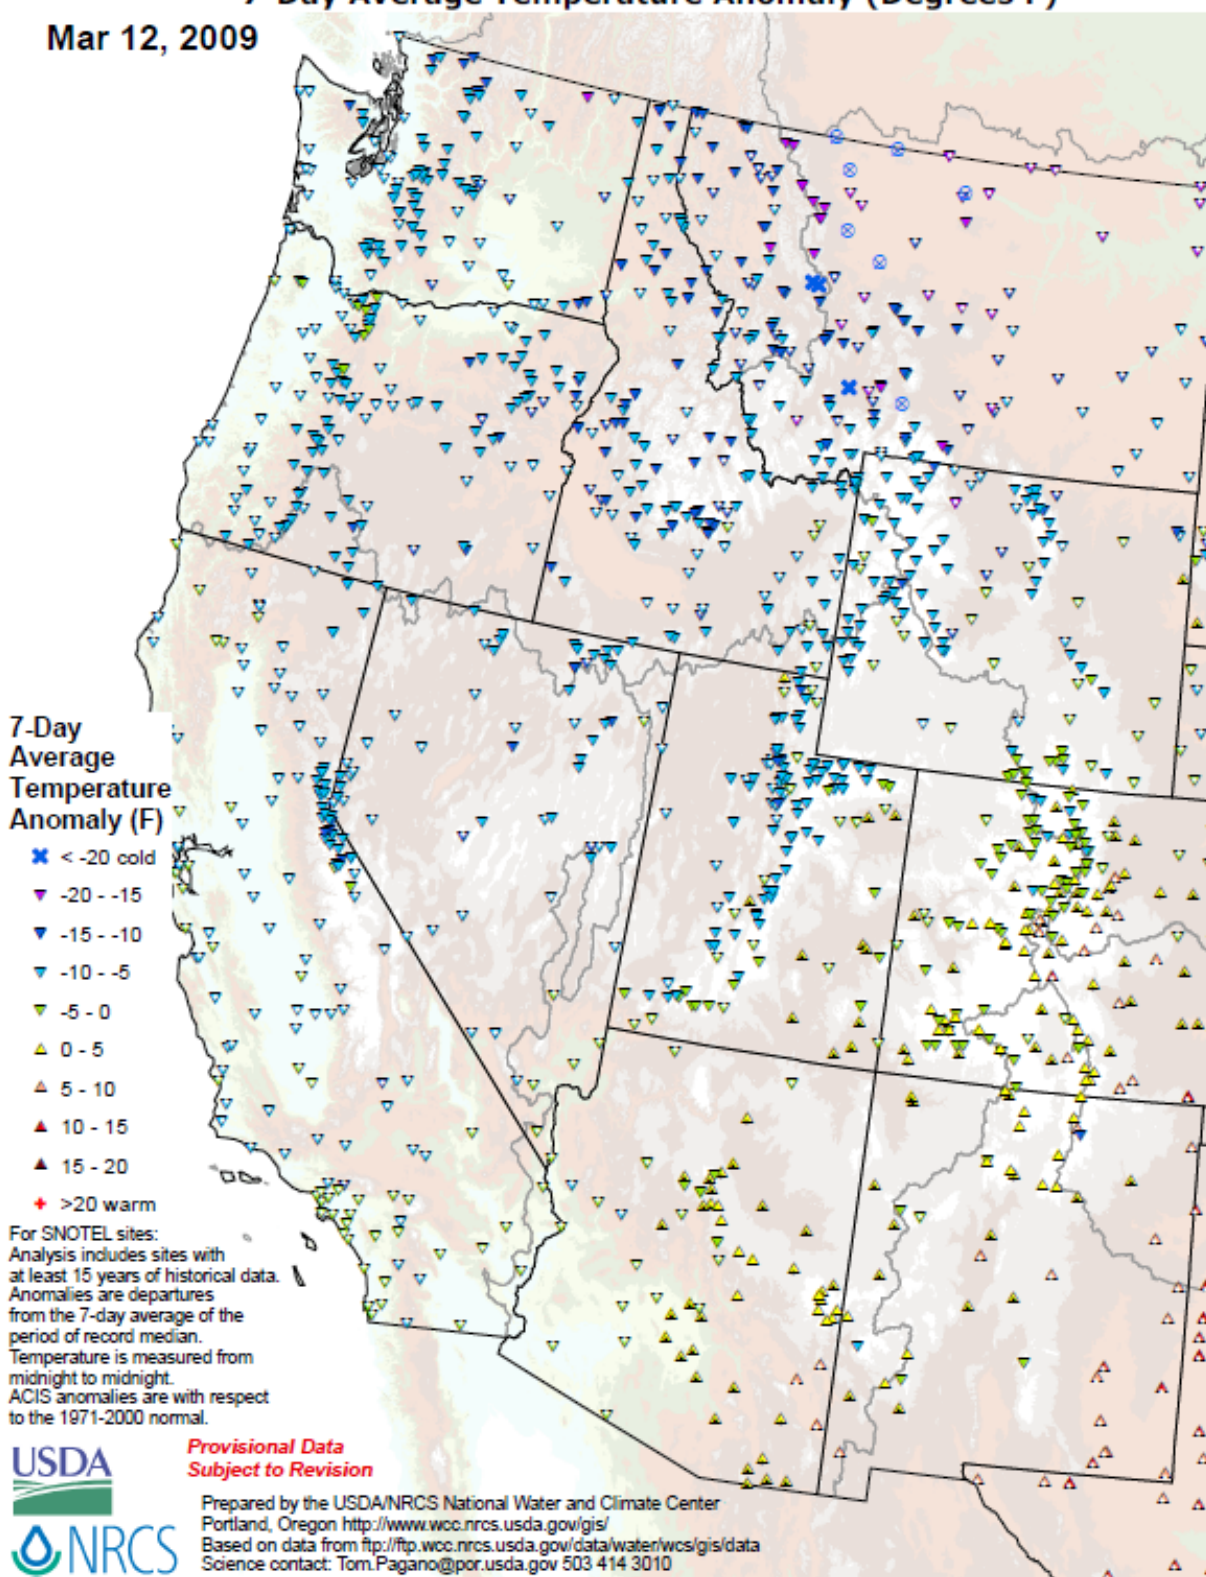 7-Day Average Temperature Anomaly (Degrees F)
Mar 12, 2009
7-Day
Average
Temperature
Anomaly (F)
< -20 cold
-20 - -15
-15 - -10
-10 - -5
-5 - 0
0 - 5
5 - 10
10 - 15
15 - 20
>20 warm
For SNOTEL sites:
Analysis includes sites with
at least 15 years of historical data.
Anomalies are departures
from the 7-day average of the
period of record median.
Temperature is measured from
midnight to midnight.
ACIS anomalies are with respect
to the 1971-2000 normal.
USDA
NRCS
Provisional Data
Subject to Revision
Prepared by the USDA/NRCS National Water and Climate Center
Portland, Oregon http://www.wcc.nrcs.usda.gov/gis/
Based on data from ftp://ftp.wcc.nrcs.usda.gov/data/water/wcs/gis/data
Science contact: Tom.Pagano@por.usda.gov 503 414 3010